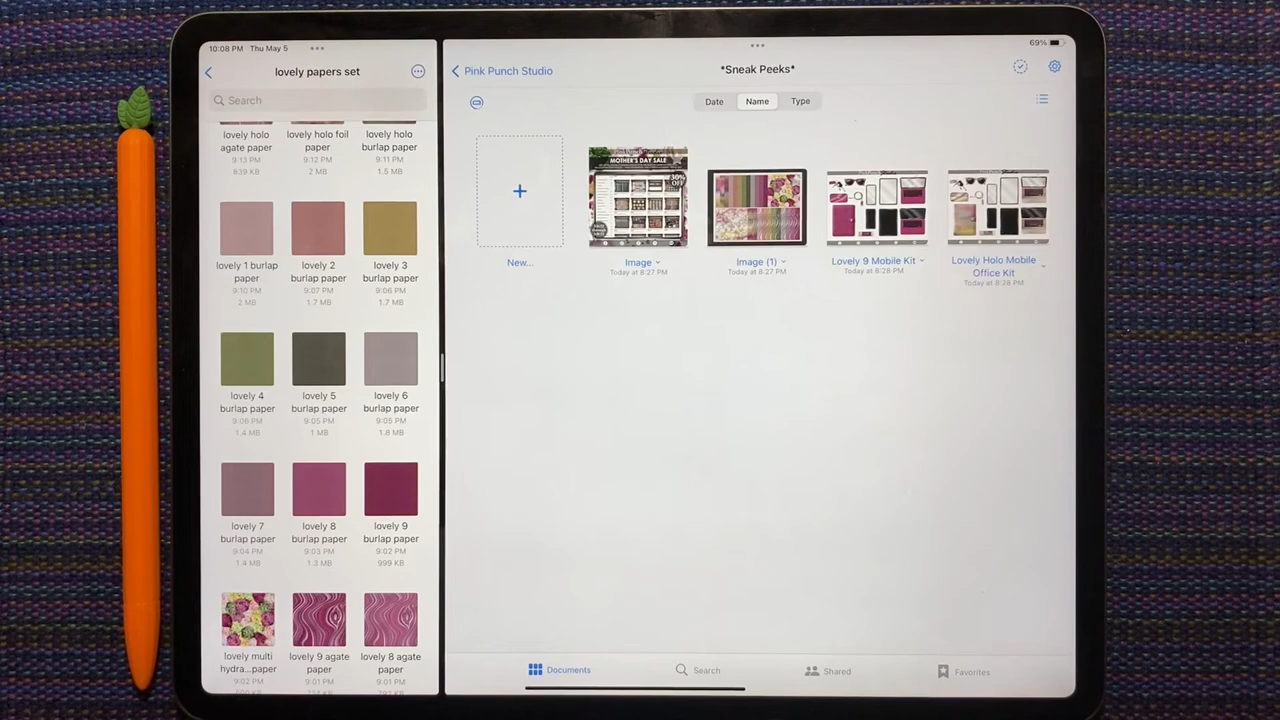 10:08 PM Thu May 5
lovely papers set
Search
lovely holo agate paper
9:13 PM
839 KB
lovely holo foil paper
9:12 PM
2 MB
lovely holo burlap paper
9:11 PM
1.5 MB
lovely 1 burlap paper
9:10 PM
2 MB
lovely 2 burlap paper
9:07 PM
1.7 MB
lovely 3 burlap paper
9:06 PM
1.7 MB
lovely 4 burlap paper
9:06 PM
1.4 MB
lovely 5 burlap paper
9:05 PM
1 MB
lovely 6 burlap paper
9:05 PM
1.8 MB
lovely 7 burlap paper
9:04 PM
1.4 MB
lovely 8 burlap paper
9:03 PM
1.3 MB
lovely 9 burlap paper
9:02 PM
999 KB
lovely multi hydra...paper
9:02 PM
lovely 9 agate paper
9:01 PM
lovely 8 agate paper
9:01 PM
69%
Pink Punch Studio
*Sneak Peeks*
Date
Name
Type
New...
MOTHER'S DAY SALE
30% OFF
Image
Today at 8:27 PM
Image (1)
Today at 8:27 PM
Lovely 9 Mobile Kit
Today at 8:28 PM
Lovely Holo Mobile Office Kit
Today at 8:28 PM
Documents
Search
Shared
Favorites